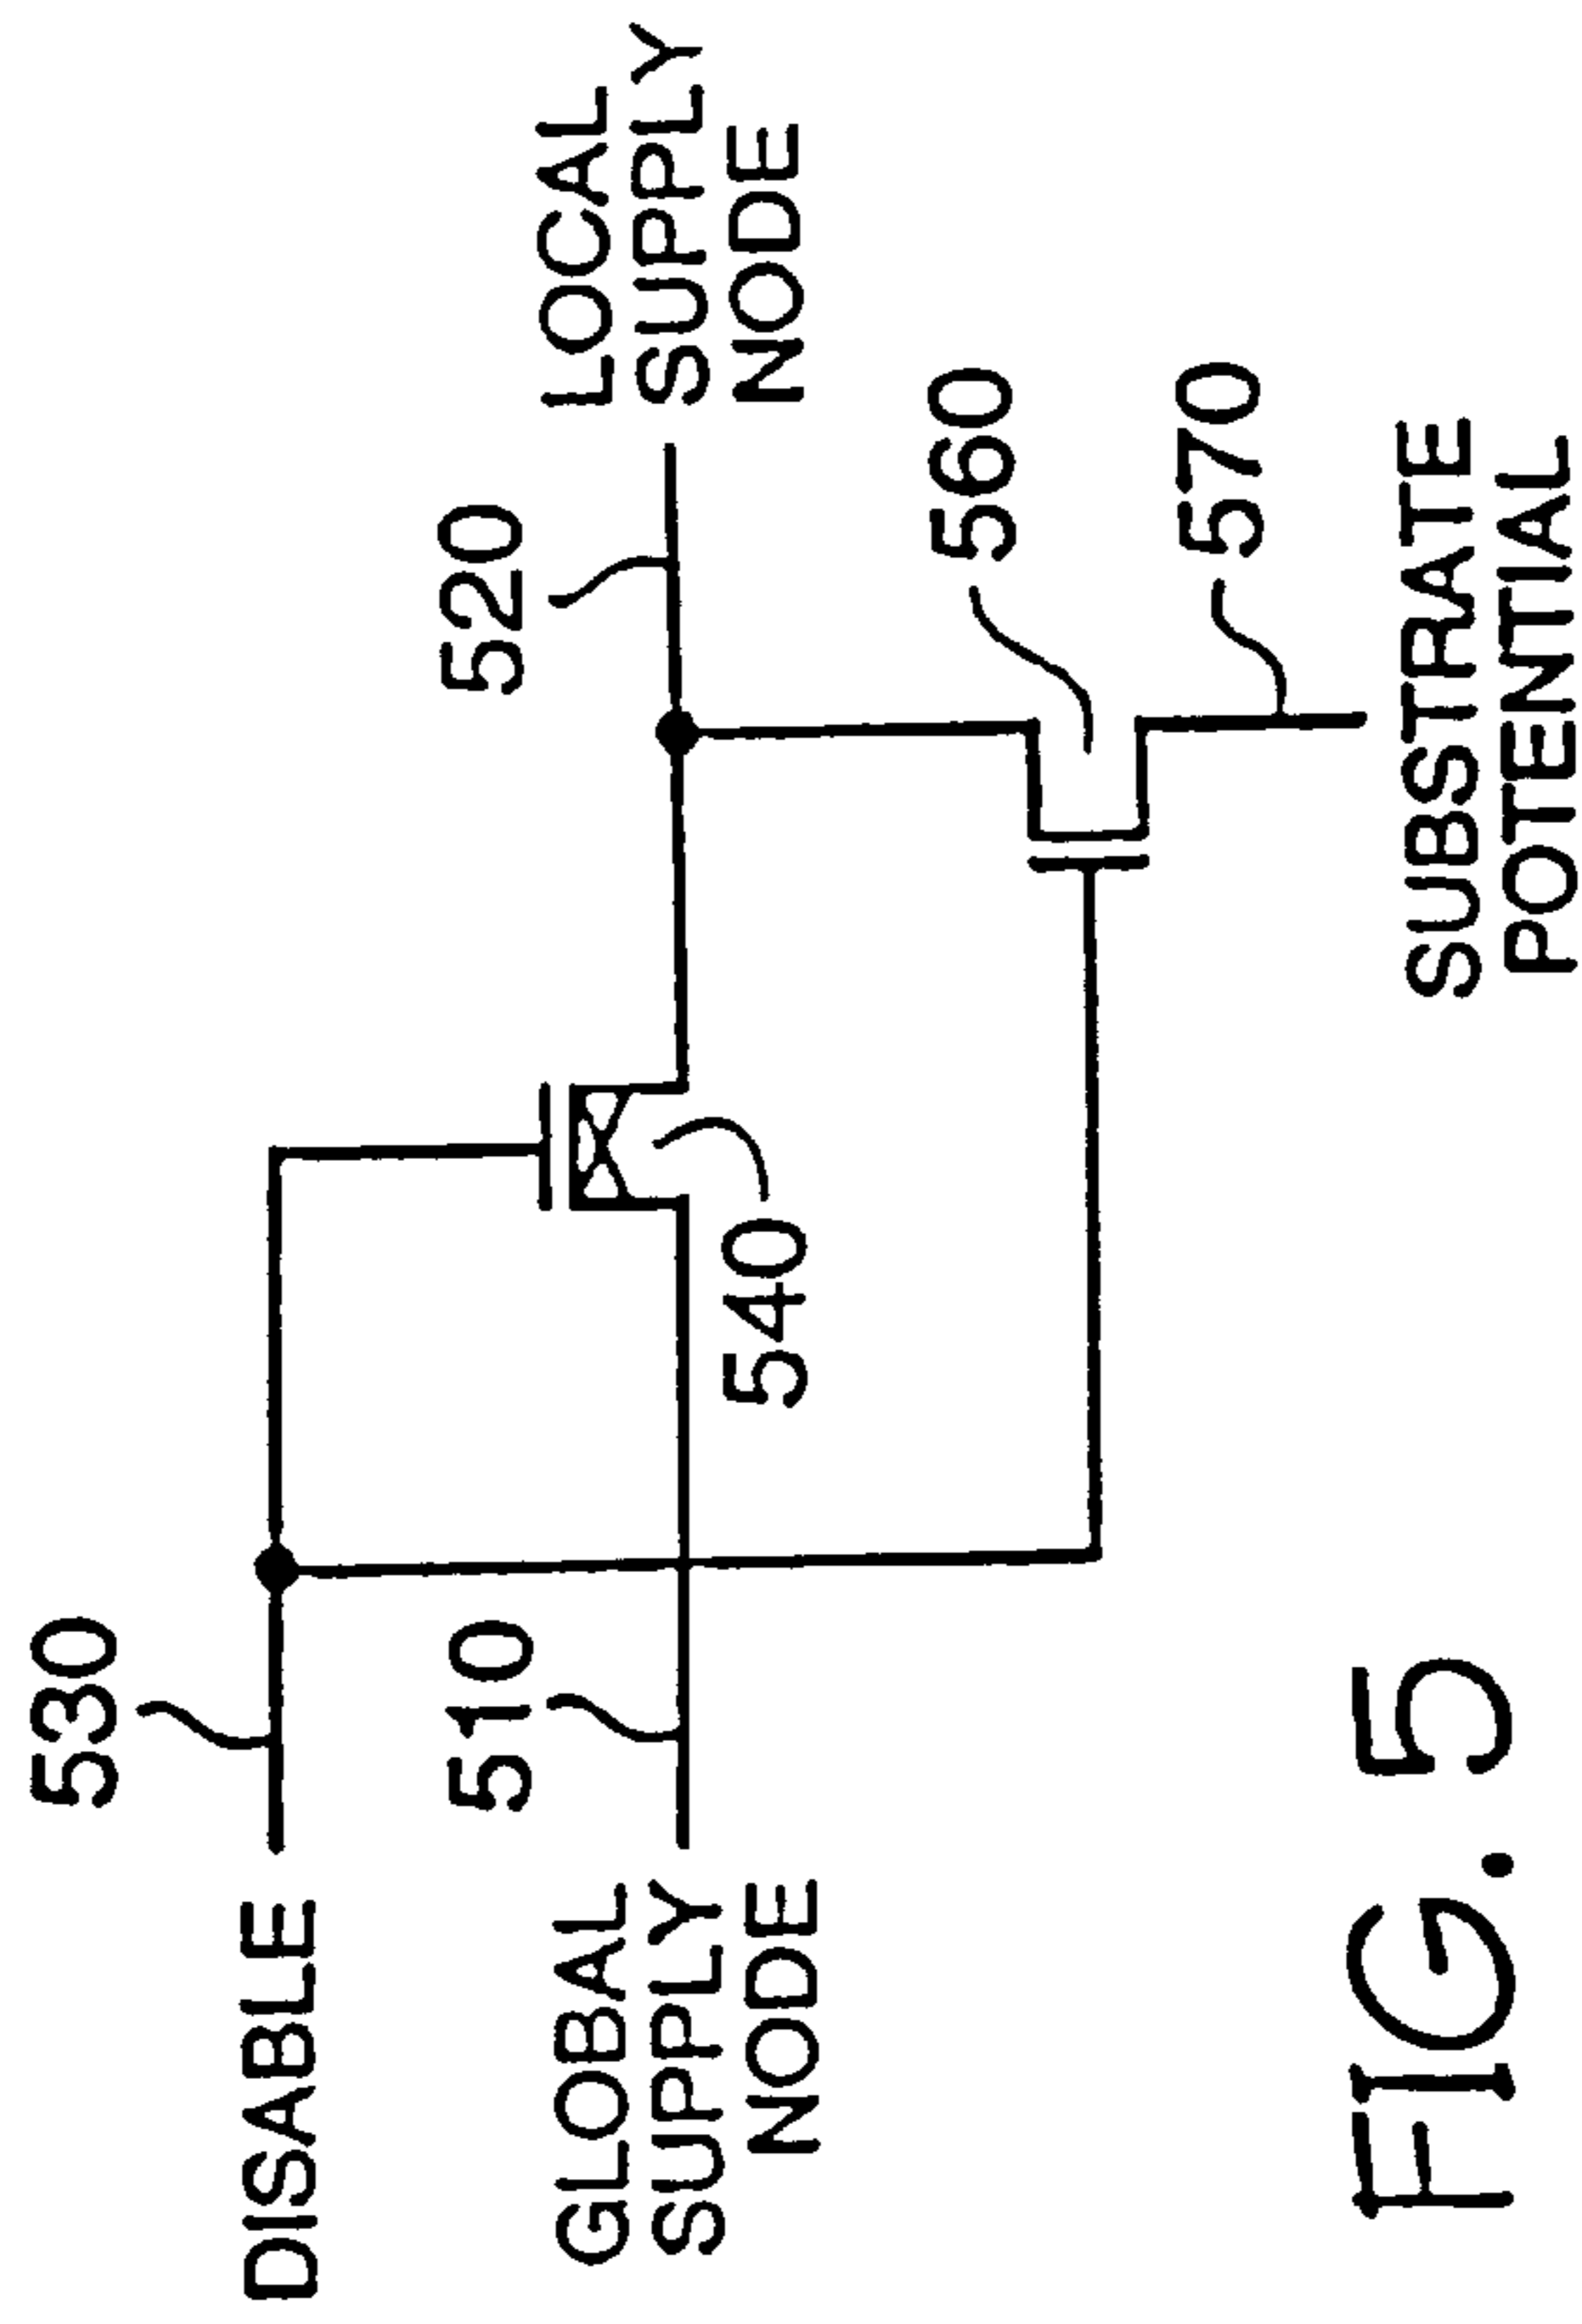 530
DISABLE
510
GLOBAL
SUPPLY
NODE
540
520
LOCAL
SUPPLY
NODE
560
570
SUBSTRATE
POTENTIAL
FIG. 5